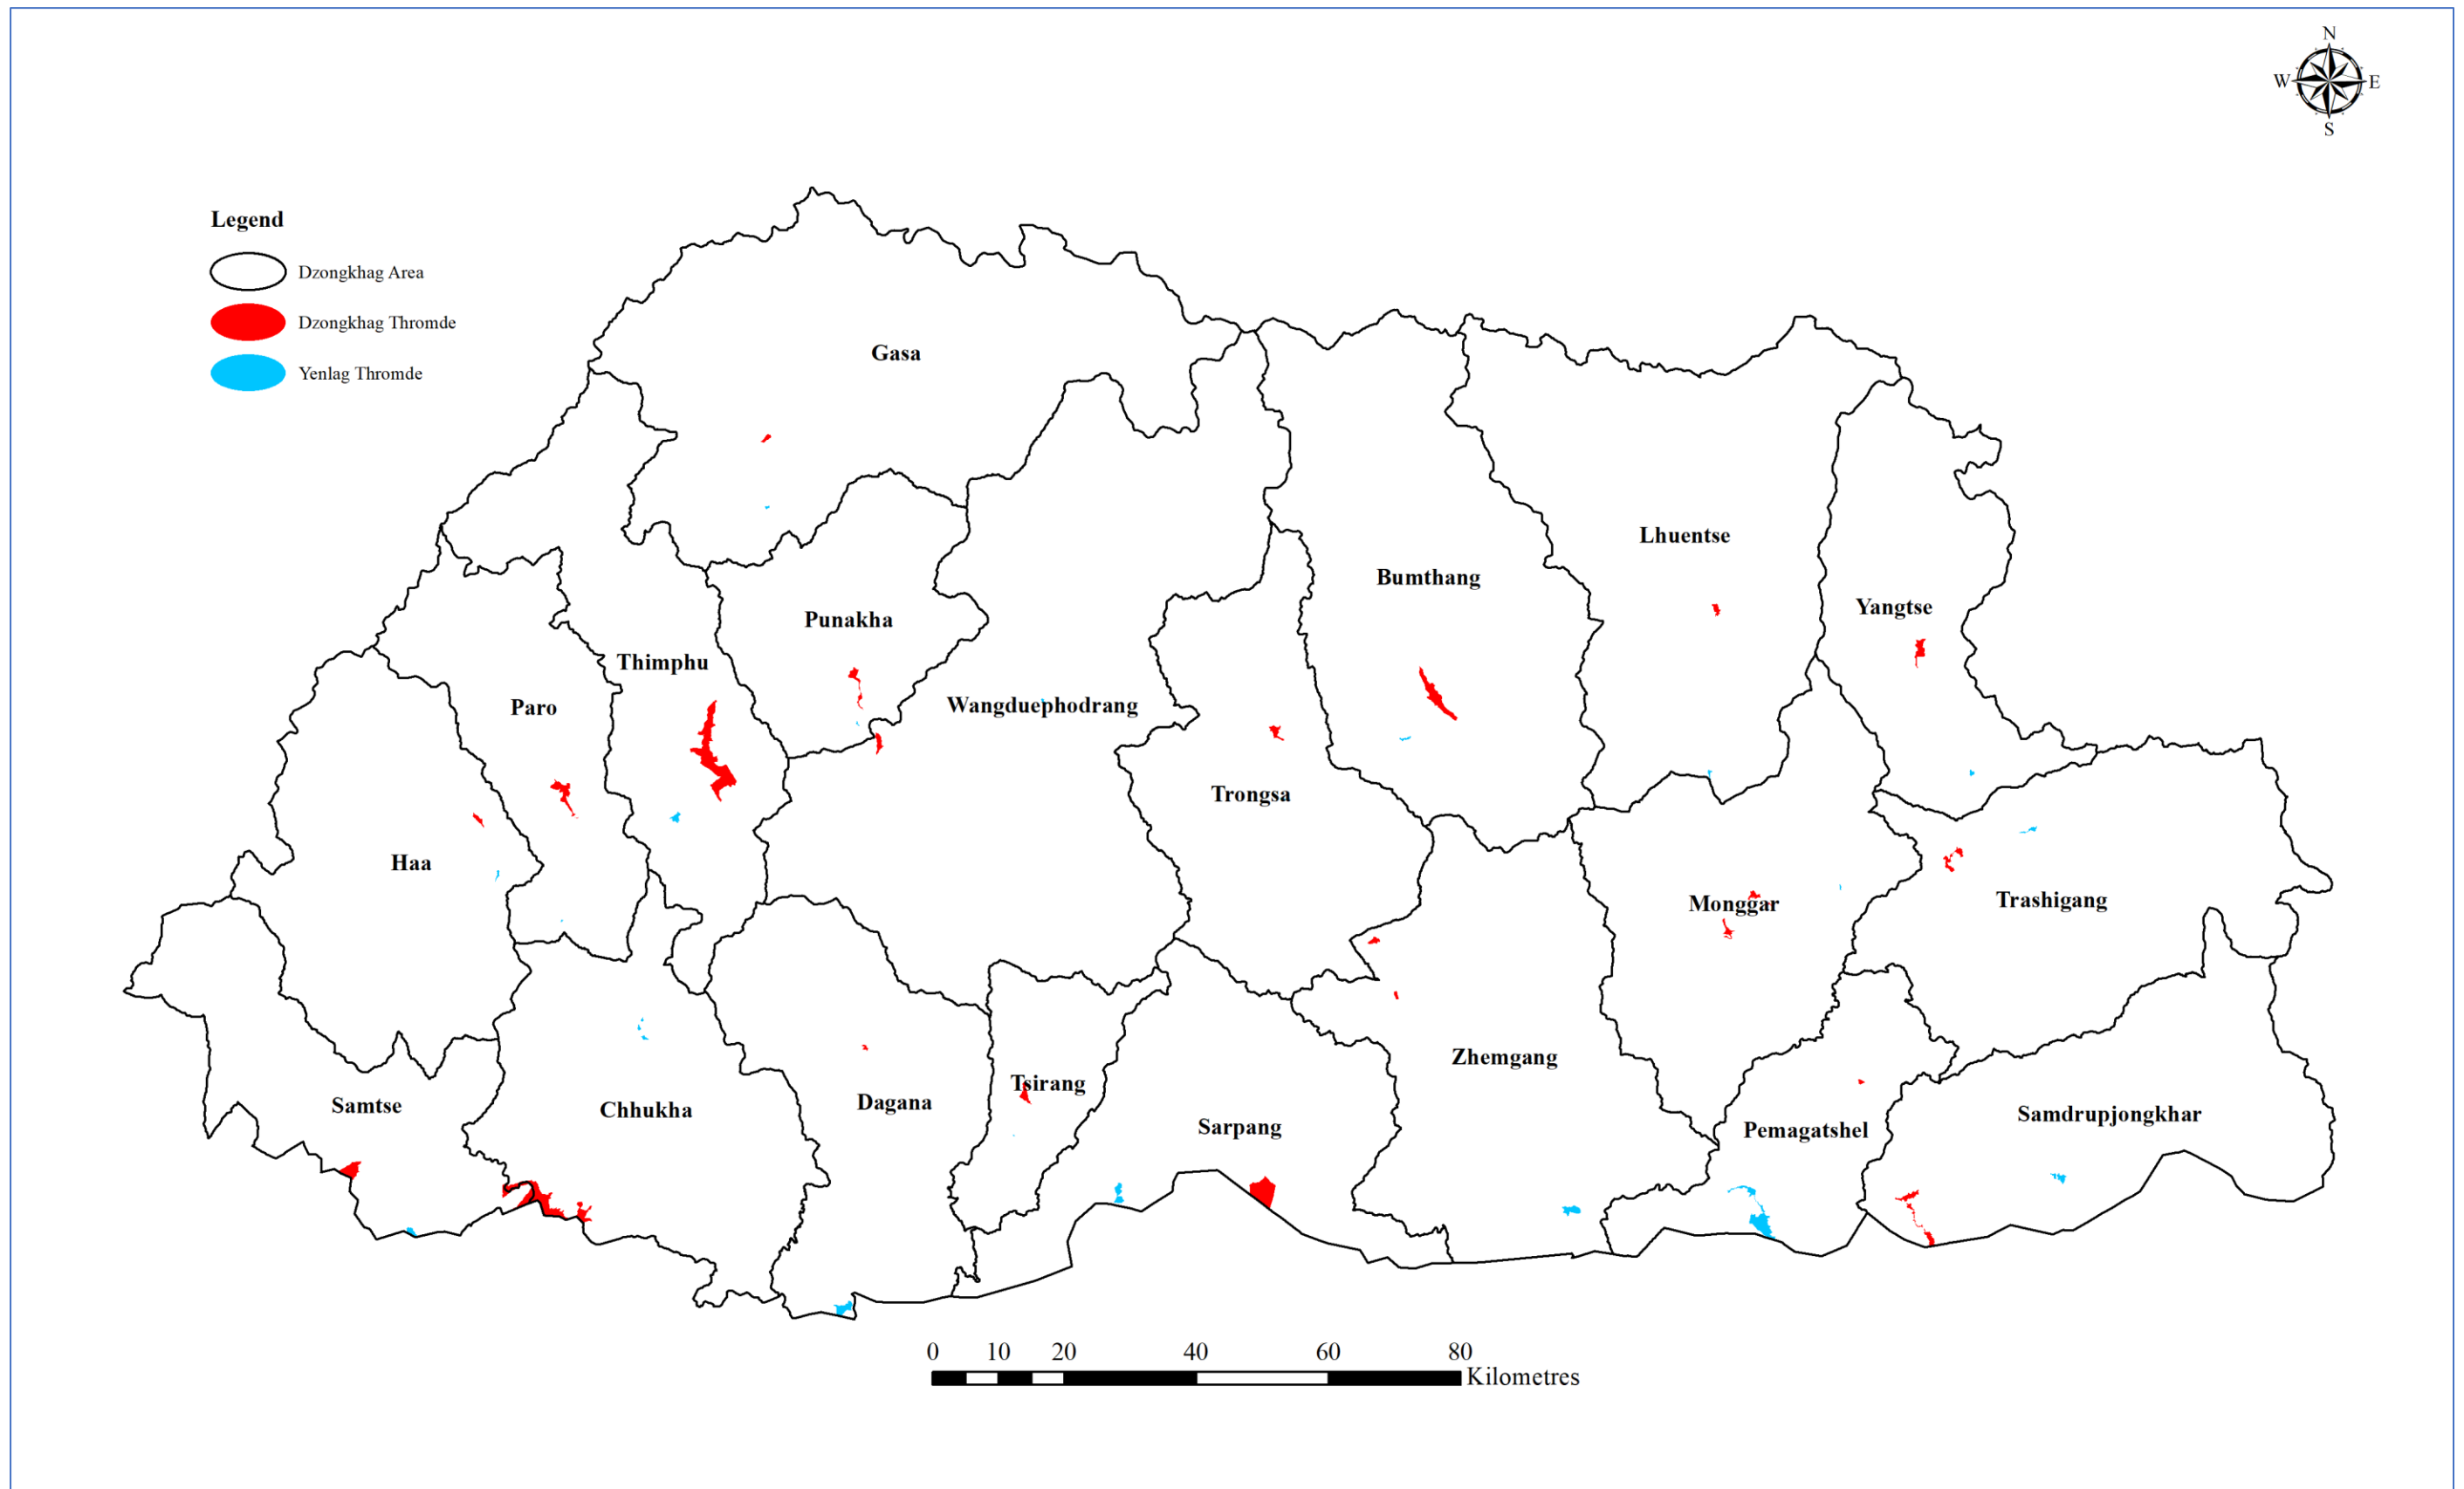 N
W E
S
Legend
Dzongkhag Area
Dzongkhag Thromde
Yenlag Thromde
Gasa
Lhuentse
Bumthang
Yangtse
Punakha
Thimphu
Paro
Wangduephodrang
Trongsa
Haa
Monggar
Trashigang
Zhemgang
Tsirang
Samtse
Chhukha
Dagana
Sarpang
Pemagatshel
Samdrupjongkhar
0 10 20 40 60 80
Kilometres